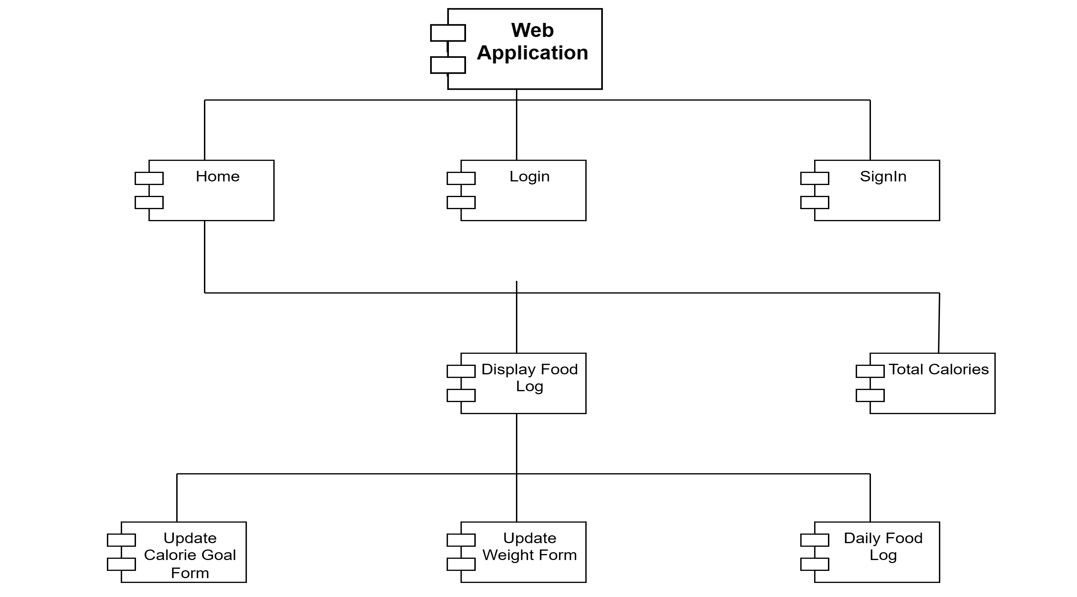 Web
Application
Home
Login
SignIn
Display Food
Log
Total Calories
Update
Calorie Goal
Form
Update
Weight Form
Daily Food
Log